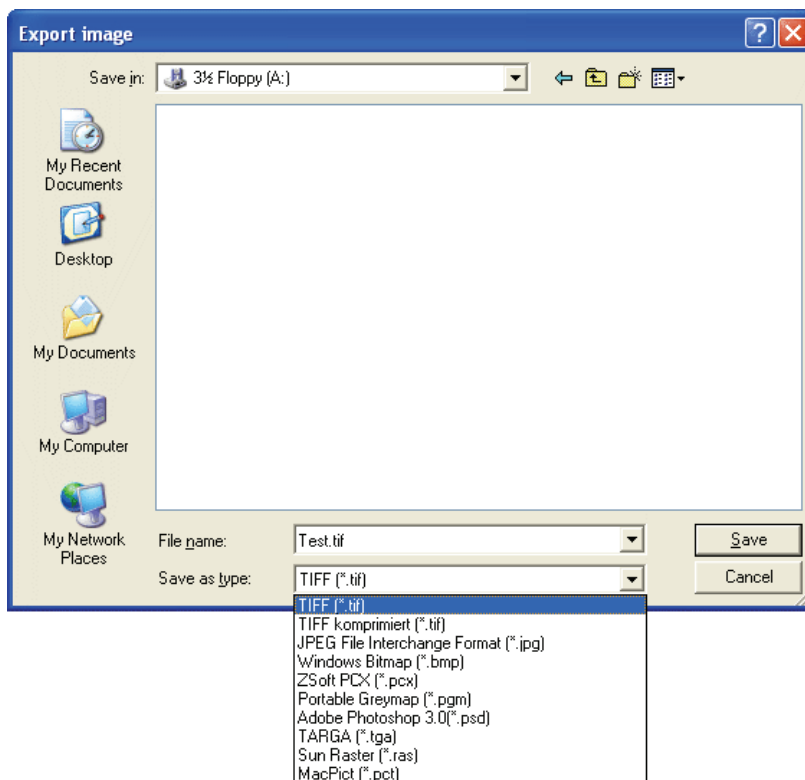 Export image
Save in:
3½ Floppy (A:)
My Recent
Documents
Desktop
My Documents
My Computer
My Network
Places
File name:
Test.tif
Save
Save as type:
TIFF (*.tif)
Cancel
TIFF (*.tif)
TIFF komprimiert (*.tif)
JPEG File Interchange Format (*.jpg)
Windows Bitmap (*.bmp)
ZSoft PCX (*.pcx)
Portable Greymap (*.pgm)
Adobe Photoshop 3.0(*.psd)
TARGA (*.tga)
Sun Raster (*.ras)
MacPict (*.pct)